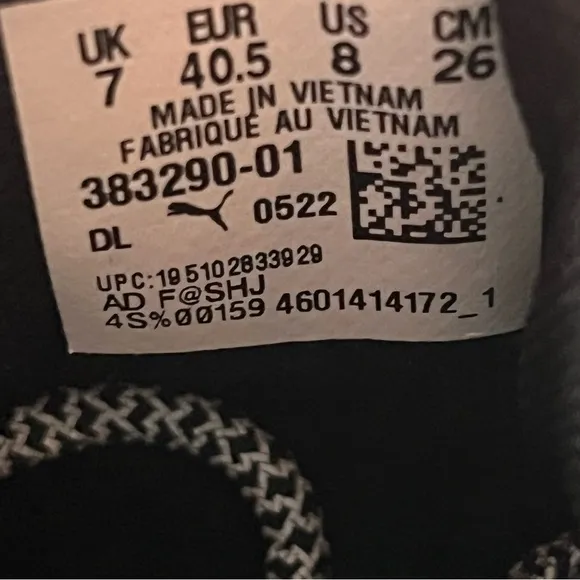 UK EUR US CM
7 40.5 8 26
MADE IN VIETNAM
FABRIQUÉ AU VIETNAM
383290-01
DL 0522
UPC:195102833929
AD F@SHJ
4S%00159 4601414172_1